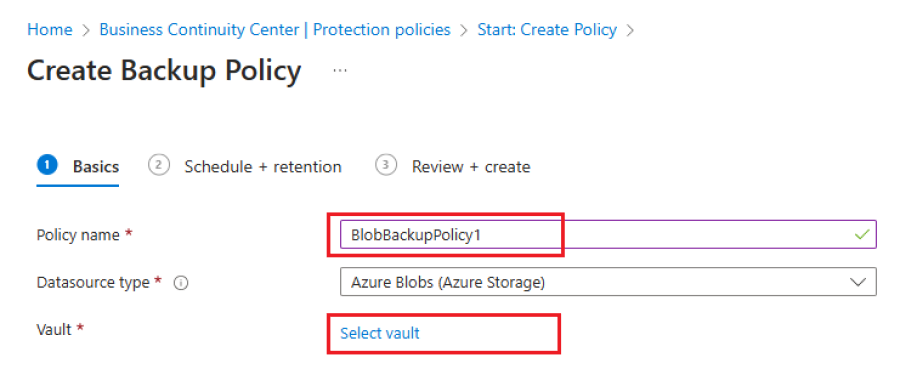 Home > Business Continuity Center | Protection policies > Start: Create Policy >
Create Backup Policy ...
1 Basics 2 Schedule + retention 3 Review + create
Policy name * BlobBackupPolicy1
Datasource type * Azure Blobs (Azure Storage)
Vault * Select vault